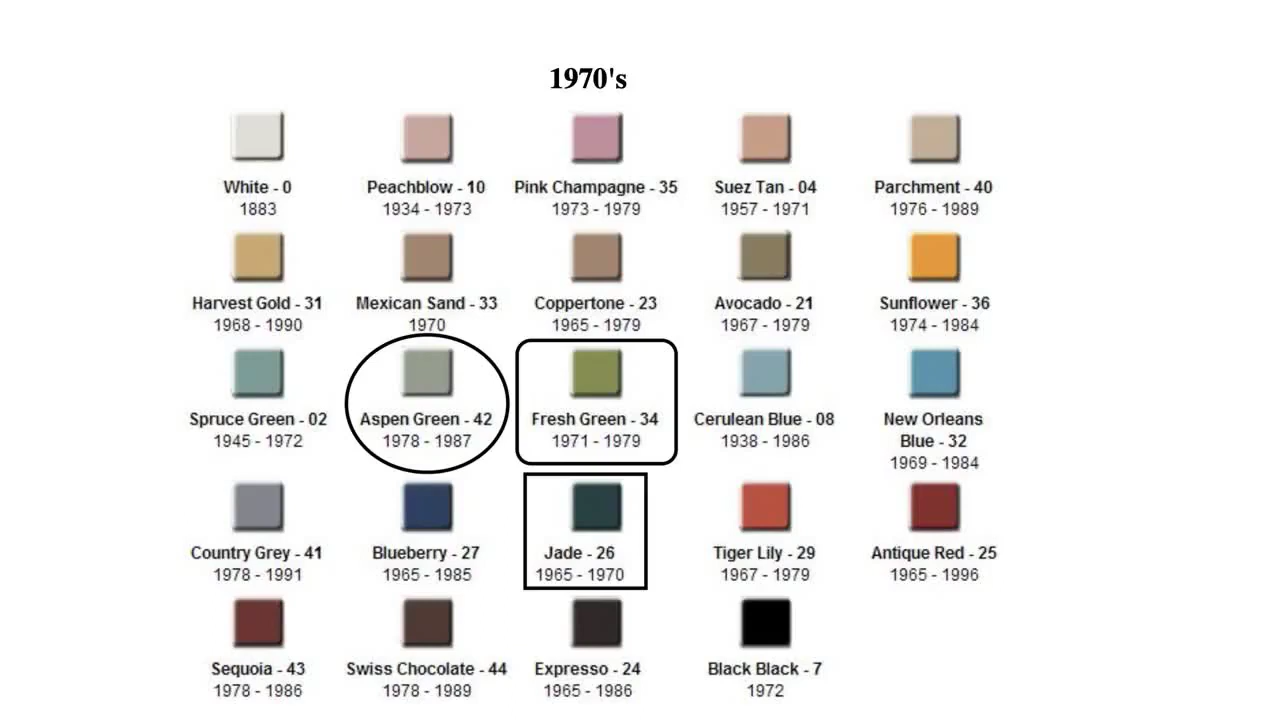 1970's
White - 0
1883
Peachblow - 10
1934 - 1973
Pink Champagne - 35
1973 - 1979
Suez Tan - 04
1957 - 1971
Parchment - 40
1976 - 1989
Harvest Gold - 31
1968 - 1990
Mexican Sand - 33
1970
Coppertone - 23
1965 - 1979
Avocado - 21
1967 - 1979
Sunflower - 36
1974 - 1984
Spruce Green - 02
1945 - 1972
Aspen Green - 42
1978 - 1987
Fresh Green - 34
1971 - 1979
Cerulean Blue - 08
1938 - 1986
New Orleans
Blue - 32
1969 - 1984
Country Grey - 41
1978 - 1991
Blueberry - 27
1965 - 1985
Jade - 26
1965 - 1970
Tiger Lily - 29
1967 - 1979
Antique Red - 25
1965 - 1996
Sequoia - 43
1978 - 1986
Swiss Chocolate - 44
1978 - 1989
Expresso - 24
1965 - 1986
Black Black - 7
1972